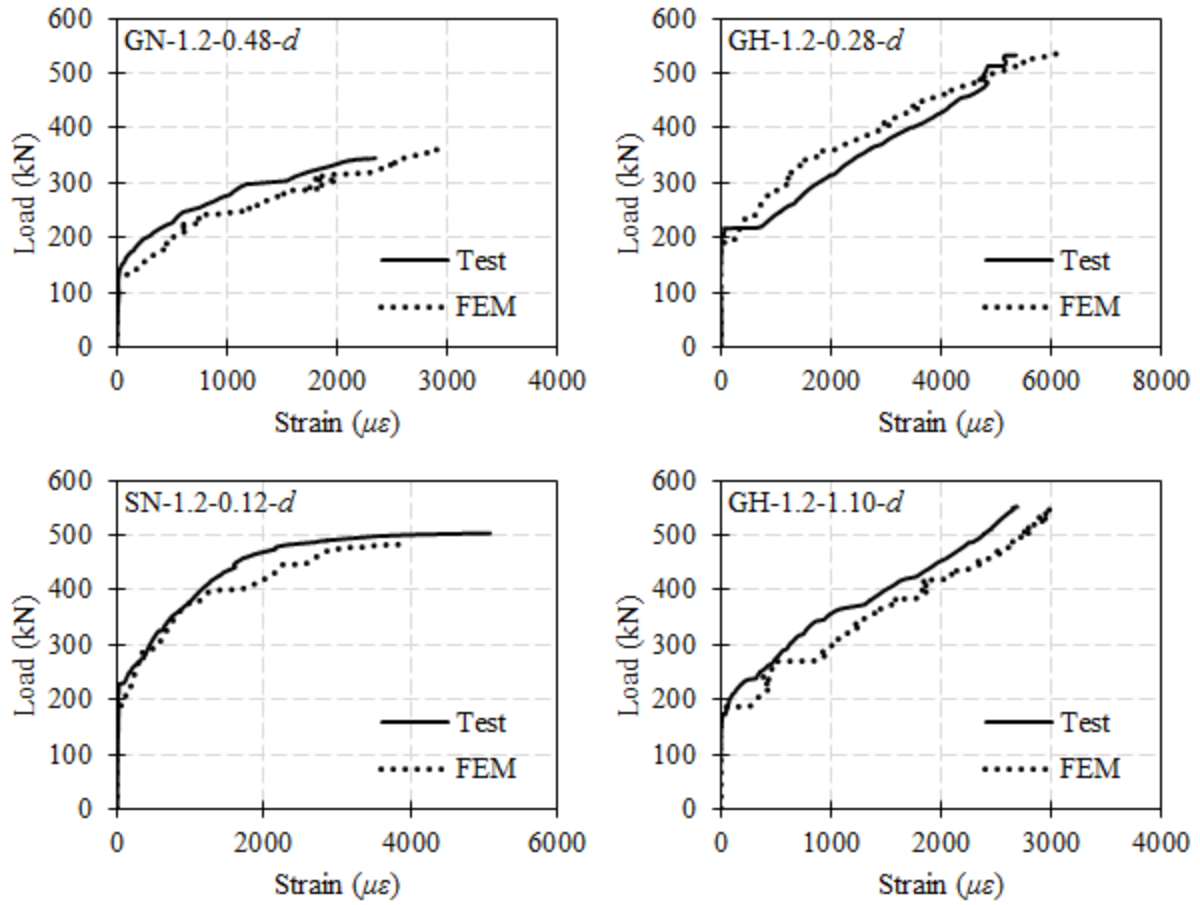 GN-1.2-0.48-d
600
500
400
300
200
100
0
Load (kN)
Test
FEM
0 1000 2000 3000 4000
Strain (με)
GH-1.2-0.28-d
600
500
400
300
200
100
0
Load (kN)
Test
FEM
0 2000 4000 6000 8000
Strain (με)
SN-1.2-0.12-d
600
500
400
300
200
100
0
Load (kN)
Test
FEM
0 2000 4000 6000
Strain (με)
GH-1.2-1.10-d
600
500
400
300
200
100
0
Load (kN)
Test
FEM
0 1000 2000 3000 4000
Strain (με)